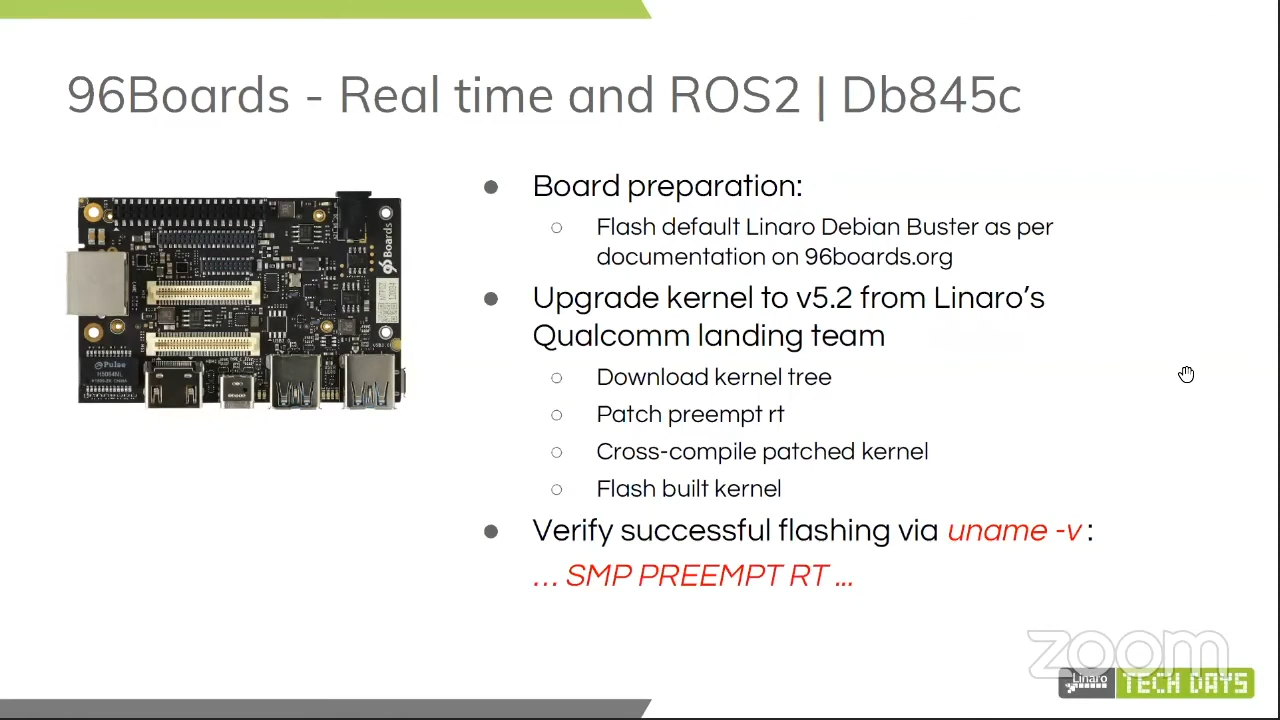 96Boards - Real time and ROS2 | Db845c
● Board preparation:
○ Flash default Linaro Debian Buster as per
documentation on 96boards.org
● Upgrade kernel to v5.2 from Linaro’s
Qualcomm landing team
○ Download kernel tree
○ Patch preempt rt
○ Cross-compile patched kernel
○ Flash built kernel
● Verify successful flashing via uname -v :
... SMP PREEMPT RT ...
96Boards
Pulse
zoom
Linaro
TECH DAYS